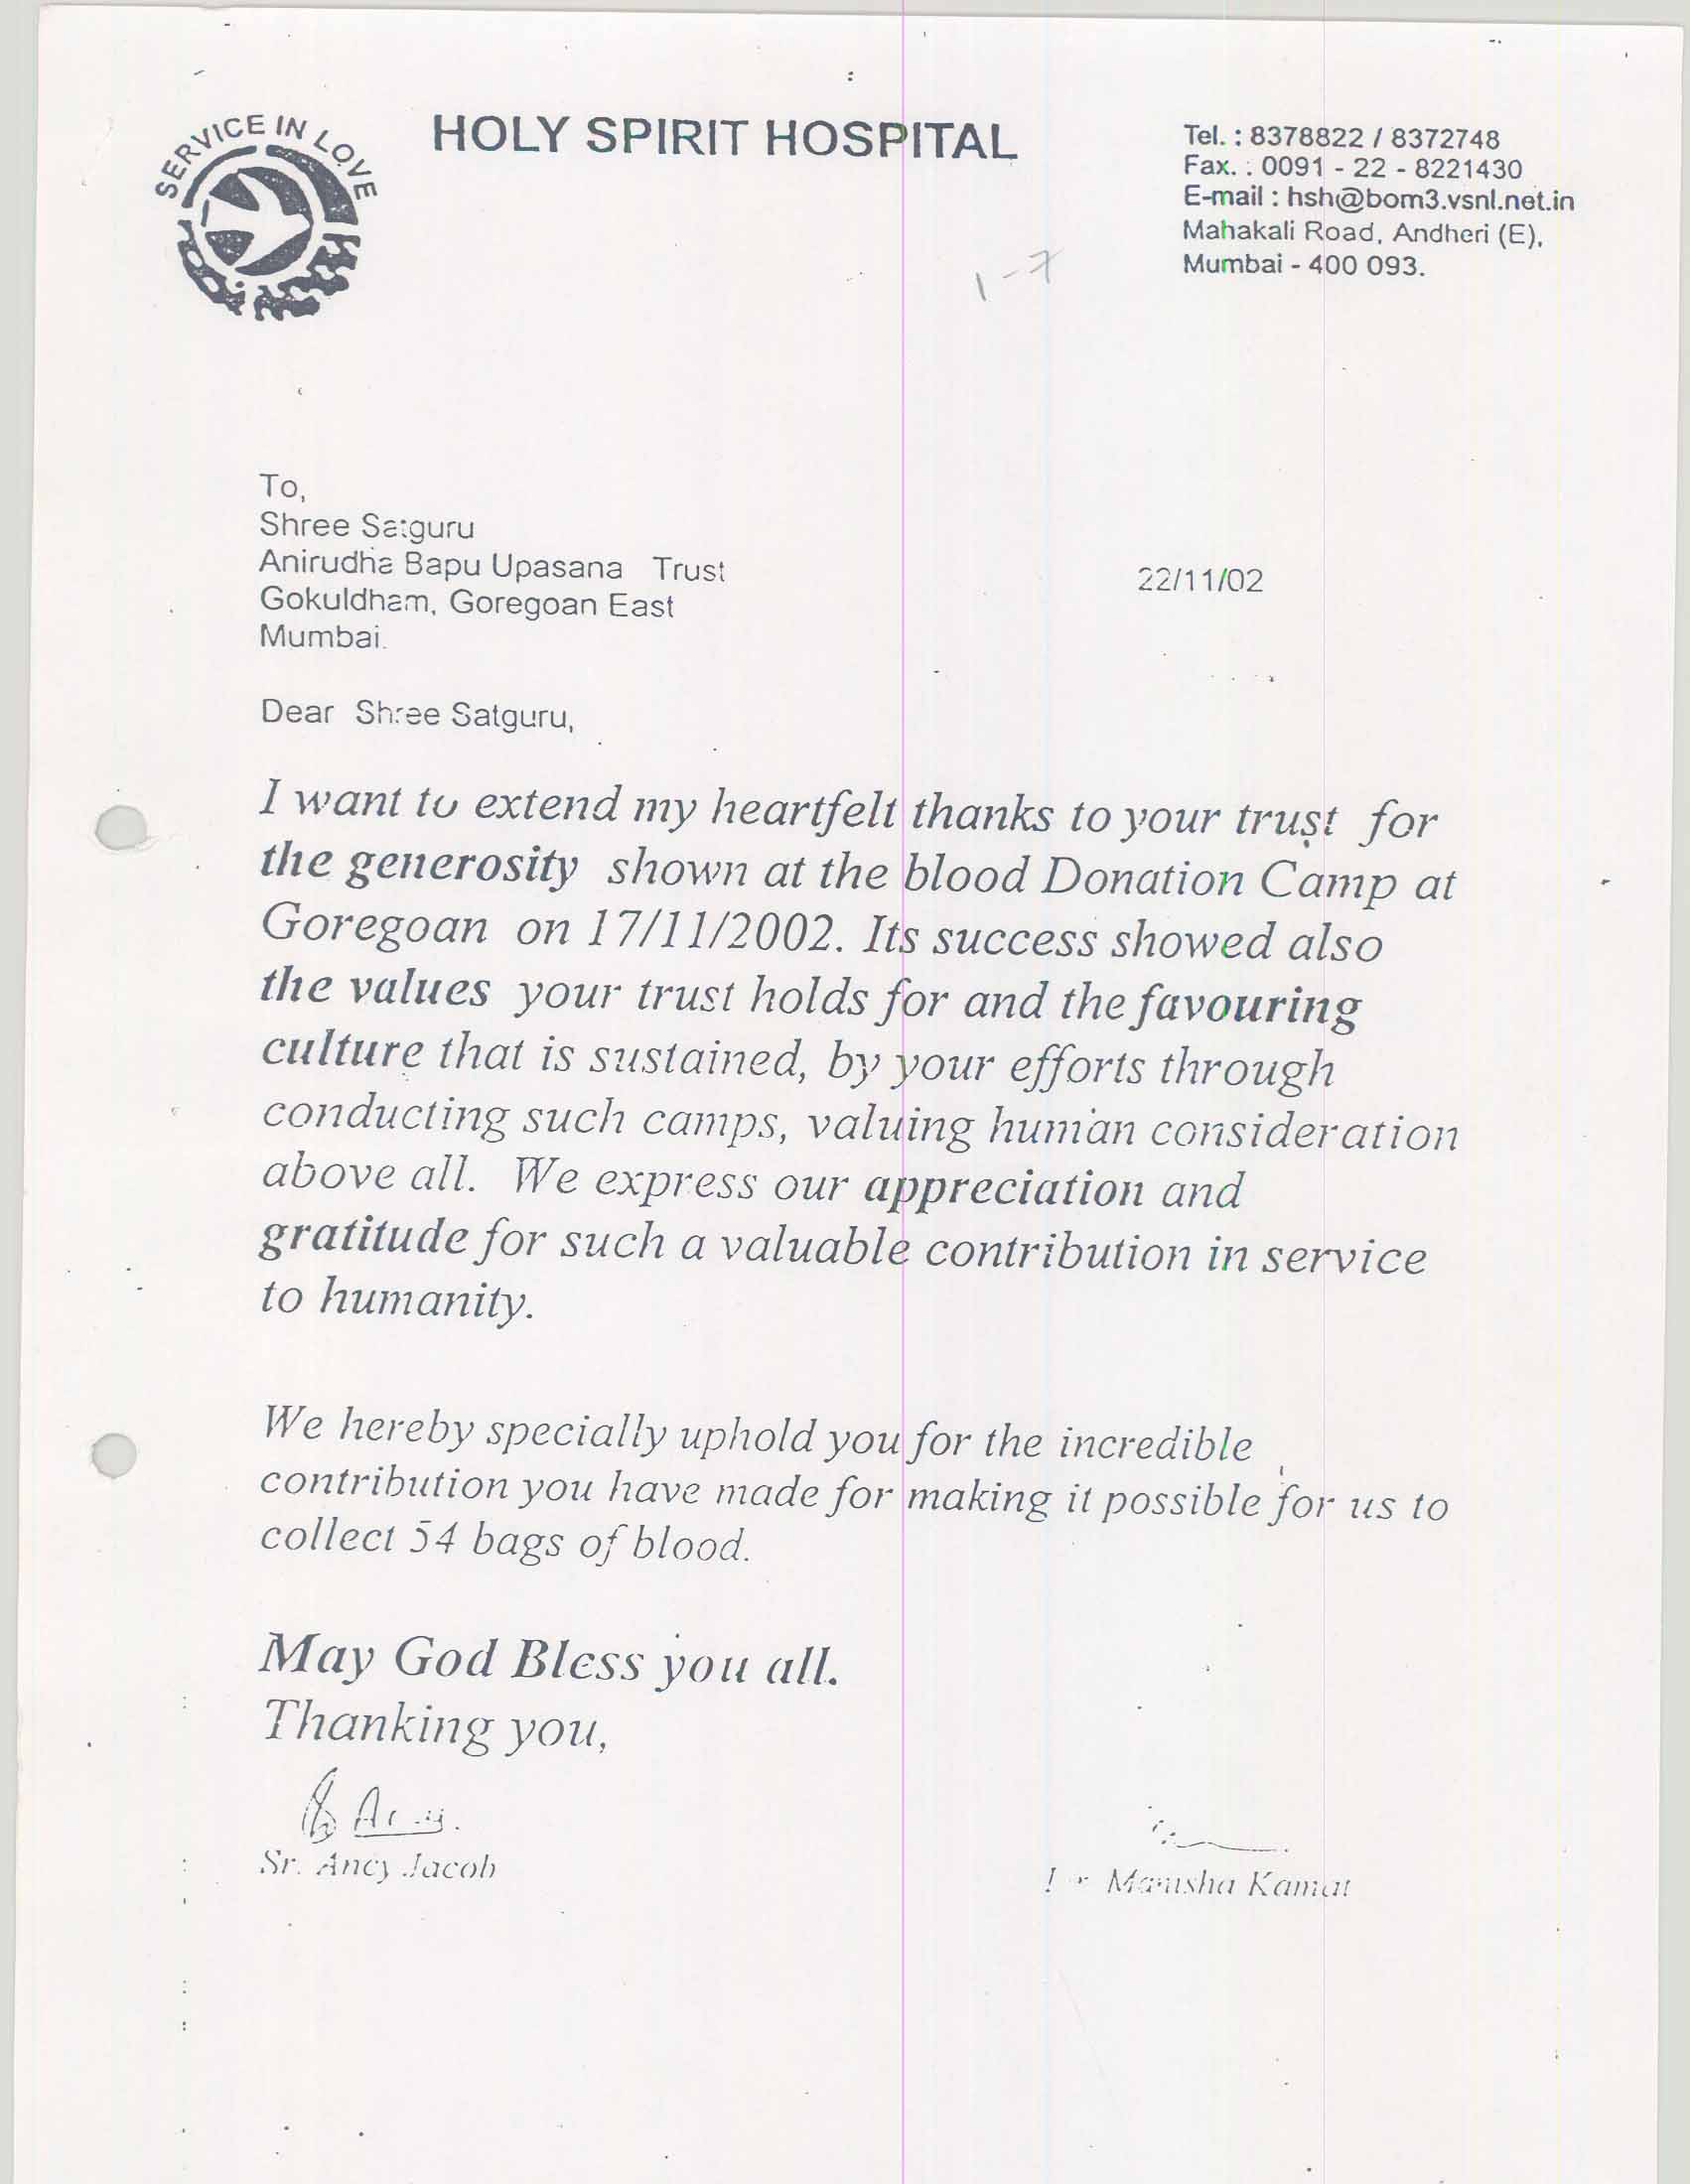 SERVICE IN LOVE
HOLY SPIRIT HOSPITAL
Tel. : 8378822 / 8372748
Fax. : 0091 - 22 - 8221430
E-mail : hsh@bom3.vsnl.net.in
Mahakali Road, Andheri (E),
Mumbai - 400 093.
1-7
To,
Shree Satguru
Anirudha Bapu Upasana Trust
Gokuldham, Goregoan East
Mumbai.
22/11/02
Dear Shree Satguru,
I want to extend my heartfelt thanks to your trust for
the generosity shown at the blood Donation Camp at
Goregoan on 17/11/2002. Its success showed also
the values your trust holds for and the favouring
culture that is sustained, by your efforts through
conducting such camps, valuing human consideration
above all. We express our appreciation and
gratitude for such a valuable contribution in service
to humanity.
We hereby specially uphold you for the incredible
contribution you have made for making it possible for us to
collect 54 bags of blood.
May God Bless you all.
Thanking you,
Sr. Ancy Jacob
Manisha Kamat